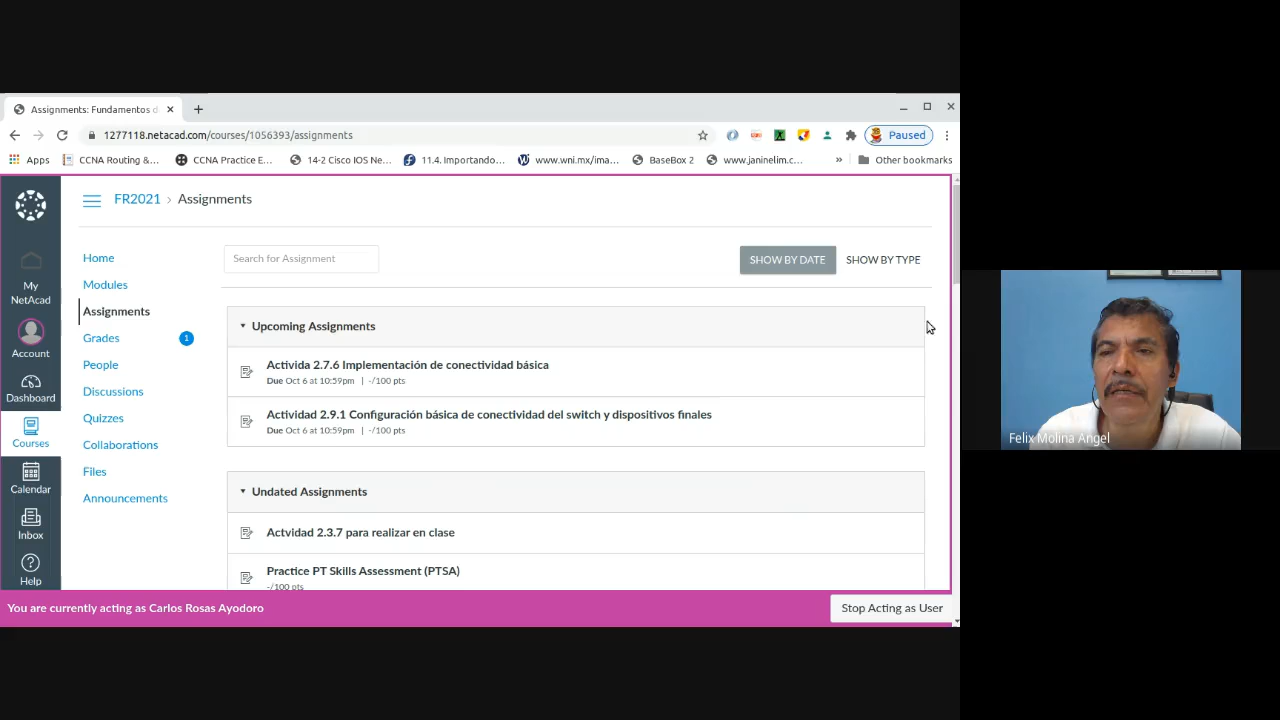 Assignments: Fundamentos d
1277118.netacad.com/courses/1056393/assignments
Paused
Apps
CCNA Routing &...
CCNA Practice E...
14-2 Cisco IOS Ne...
11.4. Importando...
www.wni.mx/ima...
BaseBox 2
www.janinelim.c...
»
Other bookmarks
FR2021 › Assignments
My
NetAcad
Account
Dashboard
Courses
Calendar
Inbox
Help
Home
Modules
Assignments
Grades 1
People
Discussions
Quizzes
Collaborations
Files
Announcements
Search for Assignment
SHOW BY DATE
SHOW BY TYPE
Upcoming Assignments
Activida 2.7.6 Implementación de conectividad básica
Due Oct 6 at 10:59pm | -/100 pts
Actividad 2.9.1 Configuración básica de conectividad del switch y dispositivos finales
Due Oct 6 at 10:59pm | -/100 pts
Undated Assignments
Actvidad 2.3.7 para realizar en clase
Practice PT Skills Assessment (PTSA)
-/100 pts
You are currently acting as Carlos Rosas Ayodoro
Stop Acting as User
Felix Molina Angel